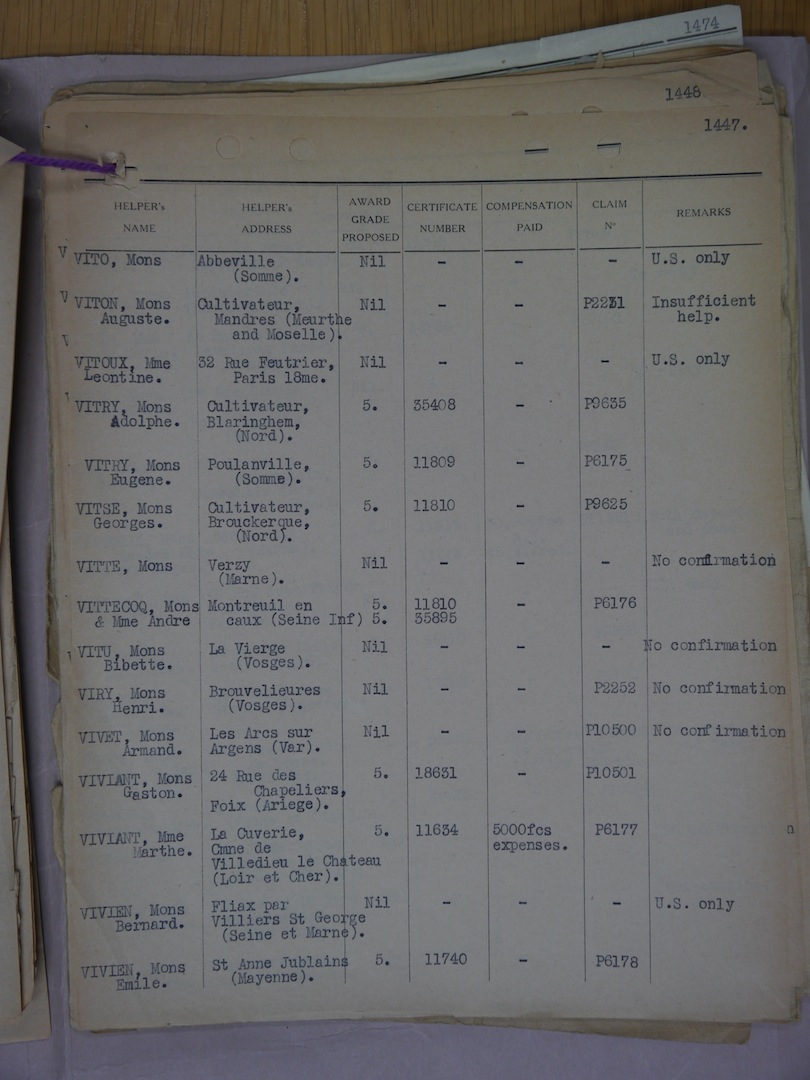 1474
1448
1447.
HELPER's NAME | HELPER's ADDRESS | AWARD GRADE PROPOSED | CERTIFICATE NUMBER | COMPENSATION PAID | CLAIM Nº | REMARKS
V VITO, Mons Abbeville Nil - - - U.S. only
(Somme).
V VITON, Mons Cultivateur, Nil - - P2231 Insufficient
Auguste. Mandres (Meurthe help.
and Moselle).
VITOUX, Mme 32 Rue Feutrier, Nil - - - U.S. only
Leontine. Paris 18me.
VITRY, Mons Cultivateur, 5. 35408 - P9635
Adolphe. Blaringhem,
(Nord).
VITRY, Mons Poulanville, 5. 11809 - P6175
Eugene. (Somme).
VITSE, Mons Cultivateur, 5. 11810 - P9625
Georges. Brouckerque,
(Nord).
VITTE, Mons Verzy Nil - - - No confirmation
(Marne).
VITTECOQ, Mons Montreuil en 5. 11810 - P6176
& Mme Andre caux (Seine Inf) 5. 35895
VITU, Mons La Vierge Nil - - - No confirmation
Bibette. (Vosges).
VIRY, Mons Brouvelieures Nil - - P2252 No confirmation
Henri. (Vosges).
VIVET, Mons Les Arcs sur Nil - - P10500 No confirmation
Armand. Argens (Var).
VIVIANT, Mons 24 Rue des 5. 18631 - P10501
Gaston. Chapeliers,
Foix (Ariege).
VIVIANT, Mme La Cuverie, 5. 11634 5000fcs P6177 n
Marthe. Cmne de expenses.
Villedieu le Chateau
(Loir et Cher).
VIVIEN, Mons Fliax par Nil - - - U.S. only
Bernard. Villiers St George
(Seine et Marne).
VIVIEN, Mons St Anne Jublains 5. 11740 - P6178
Emile. (Mayenne).